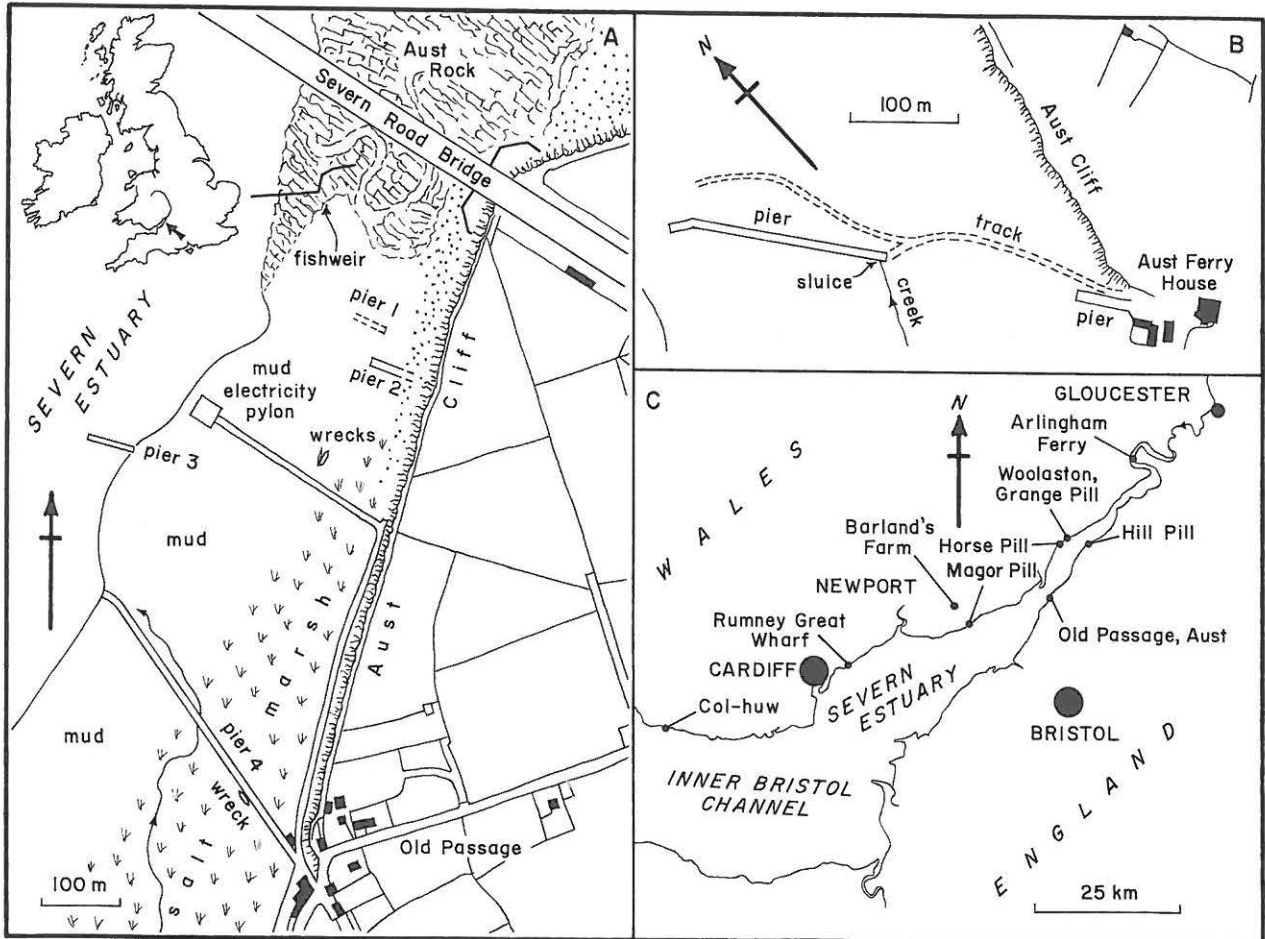 A
Aust
Rock
Severn Road Bridge
fishweir
pier 1
pier 2
SEVERN
ESTUARY
mud
electricity
pylon
wrecks
pier 3
Aust Cliff
mud
salt marsh
mud
pier 4
wreck
Old Passage
100 m
B
N
100 m
Aust Cliff
pier
track
sluice
creek
Aust Ferry
House
pier
C
N
GLOUCESTER
Arlingham
Ferry
Woolaston,
Grange Pill
WALES
Barland's
Farm
Horse Pill
Hill Pill
Magor Pill
NEWPORT
Rumney Great
Wharf
Old Passage, Aust
CARDIFF
SEVERN
ESTUARY
Col-huw
BRISTOL
INNER BRISTOL
CHANNEL
ENGLAND
25 km